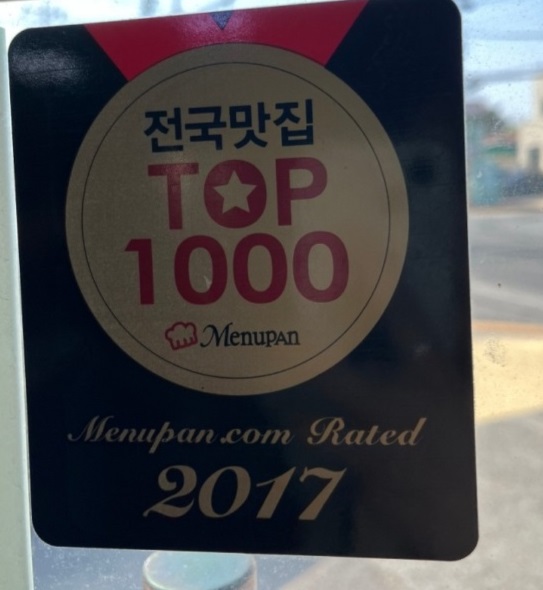 전국맛집
TOP
1000
Menupan
Menupan.com Rated
2017